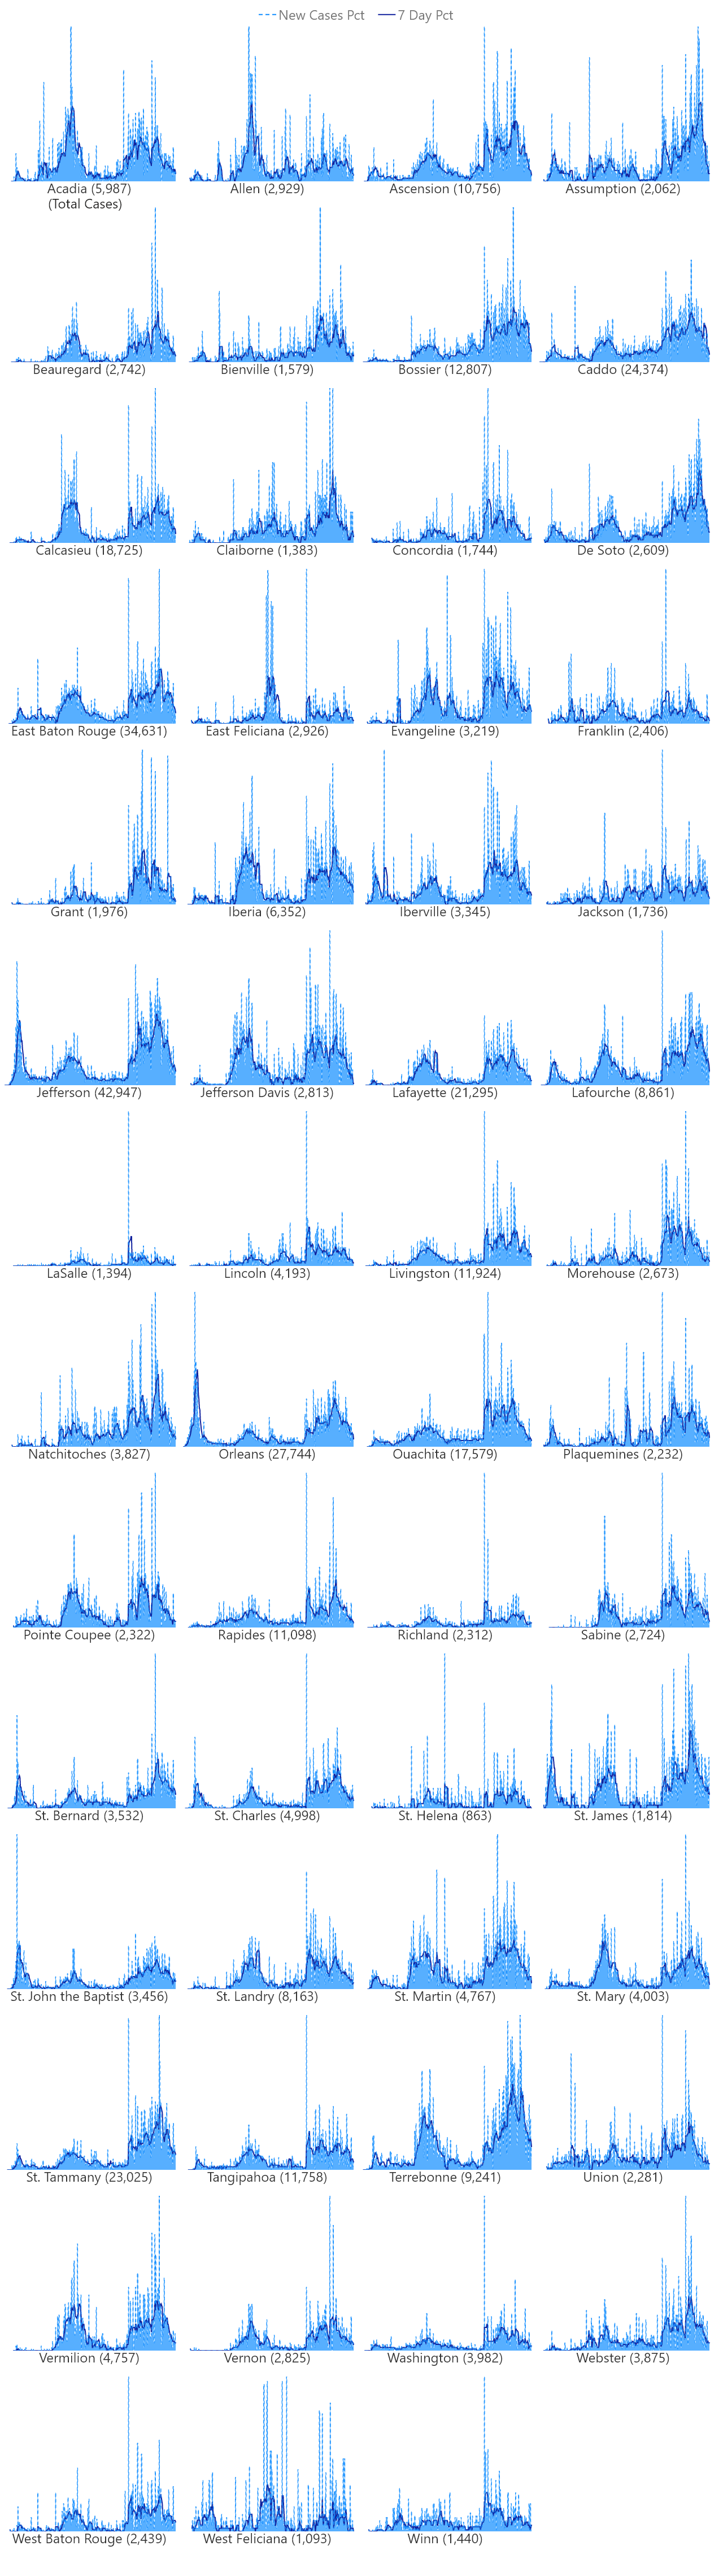 New Cases Pct 7 Day Pct
Acadia (5,987) Allen (2,929) Ascension (10,756) Assumption (2,062)
(Total Cases)
Beauregard (2,742) Bienville (1,579) Bossier (12,807) Caddo (24,374)
Calcasieu (18,725) Claiborne (1,383) Concordia (1,744) De Soto (2,609)
East Baton Rouge (34,631) East Feliciana (2,926) Evangeline (3,219) Franklin (2,406)
Grant (1,976) Iberia (6,352) Iberville (3,345) Jackson (1,736)
Jefferson (42,947) Jefferson Davis (2,813) Lafayette (21,295) Lafourche (8,861)
LaSalle (1,394) Lincoln (4,193) Livingston (11,924) Morehouse (2,673)
Natchitoches (3,827) Orleans (27,744) Ouachita (17,579) Plaquemines (2,232)
Pointe Coupee (2,322) Rapides (11,098) Richland (2,312) Sabine (2,724)
St. Bernard (3,532) St. Charles (4,998) St. Helena (863) St. James (1,814)
St. John the Baptist (3,456) St. Landry (8,163) St. Martin (4,767) St. Mary (4,003)
St. Tammany (23,025) Tangipahoa (11,758) Terrebonne (9,241) Union (2,281)
Vermilion (4,757) Vernon (2,825) Washington (3,982) Webster (3,875)
West Baton Rouge (2,439) West Feliciana (1,093) Winn (1,440)